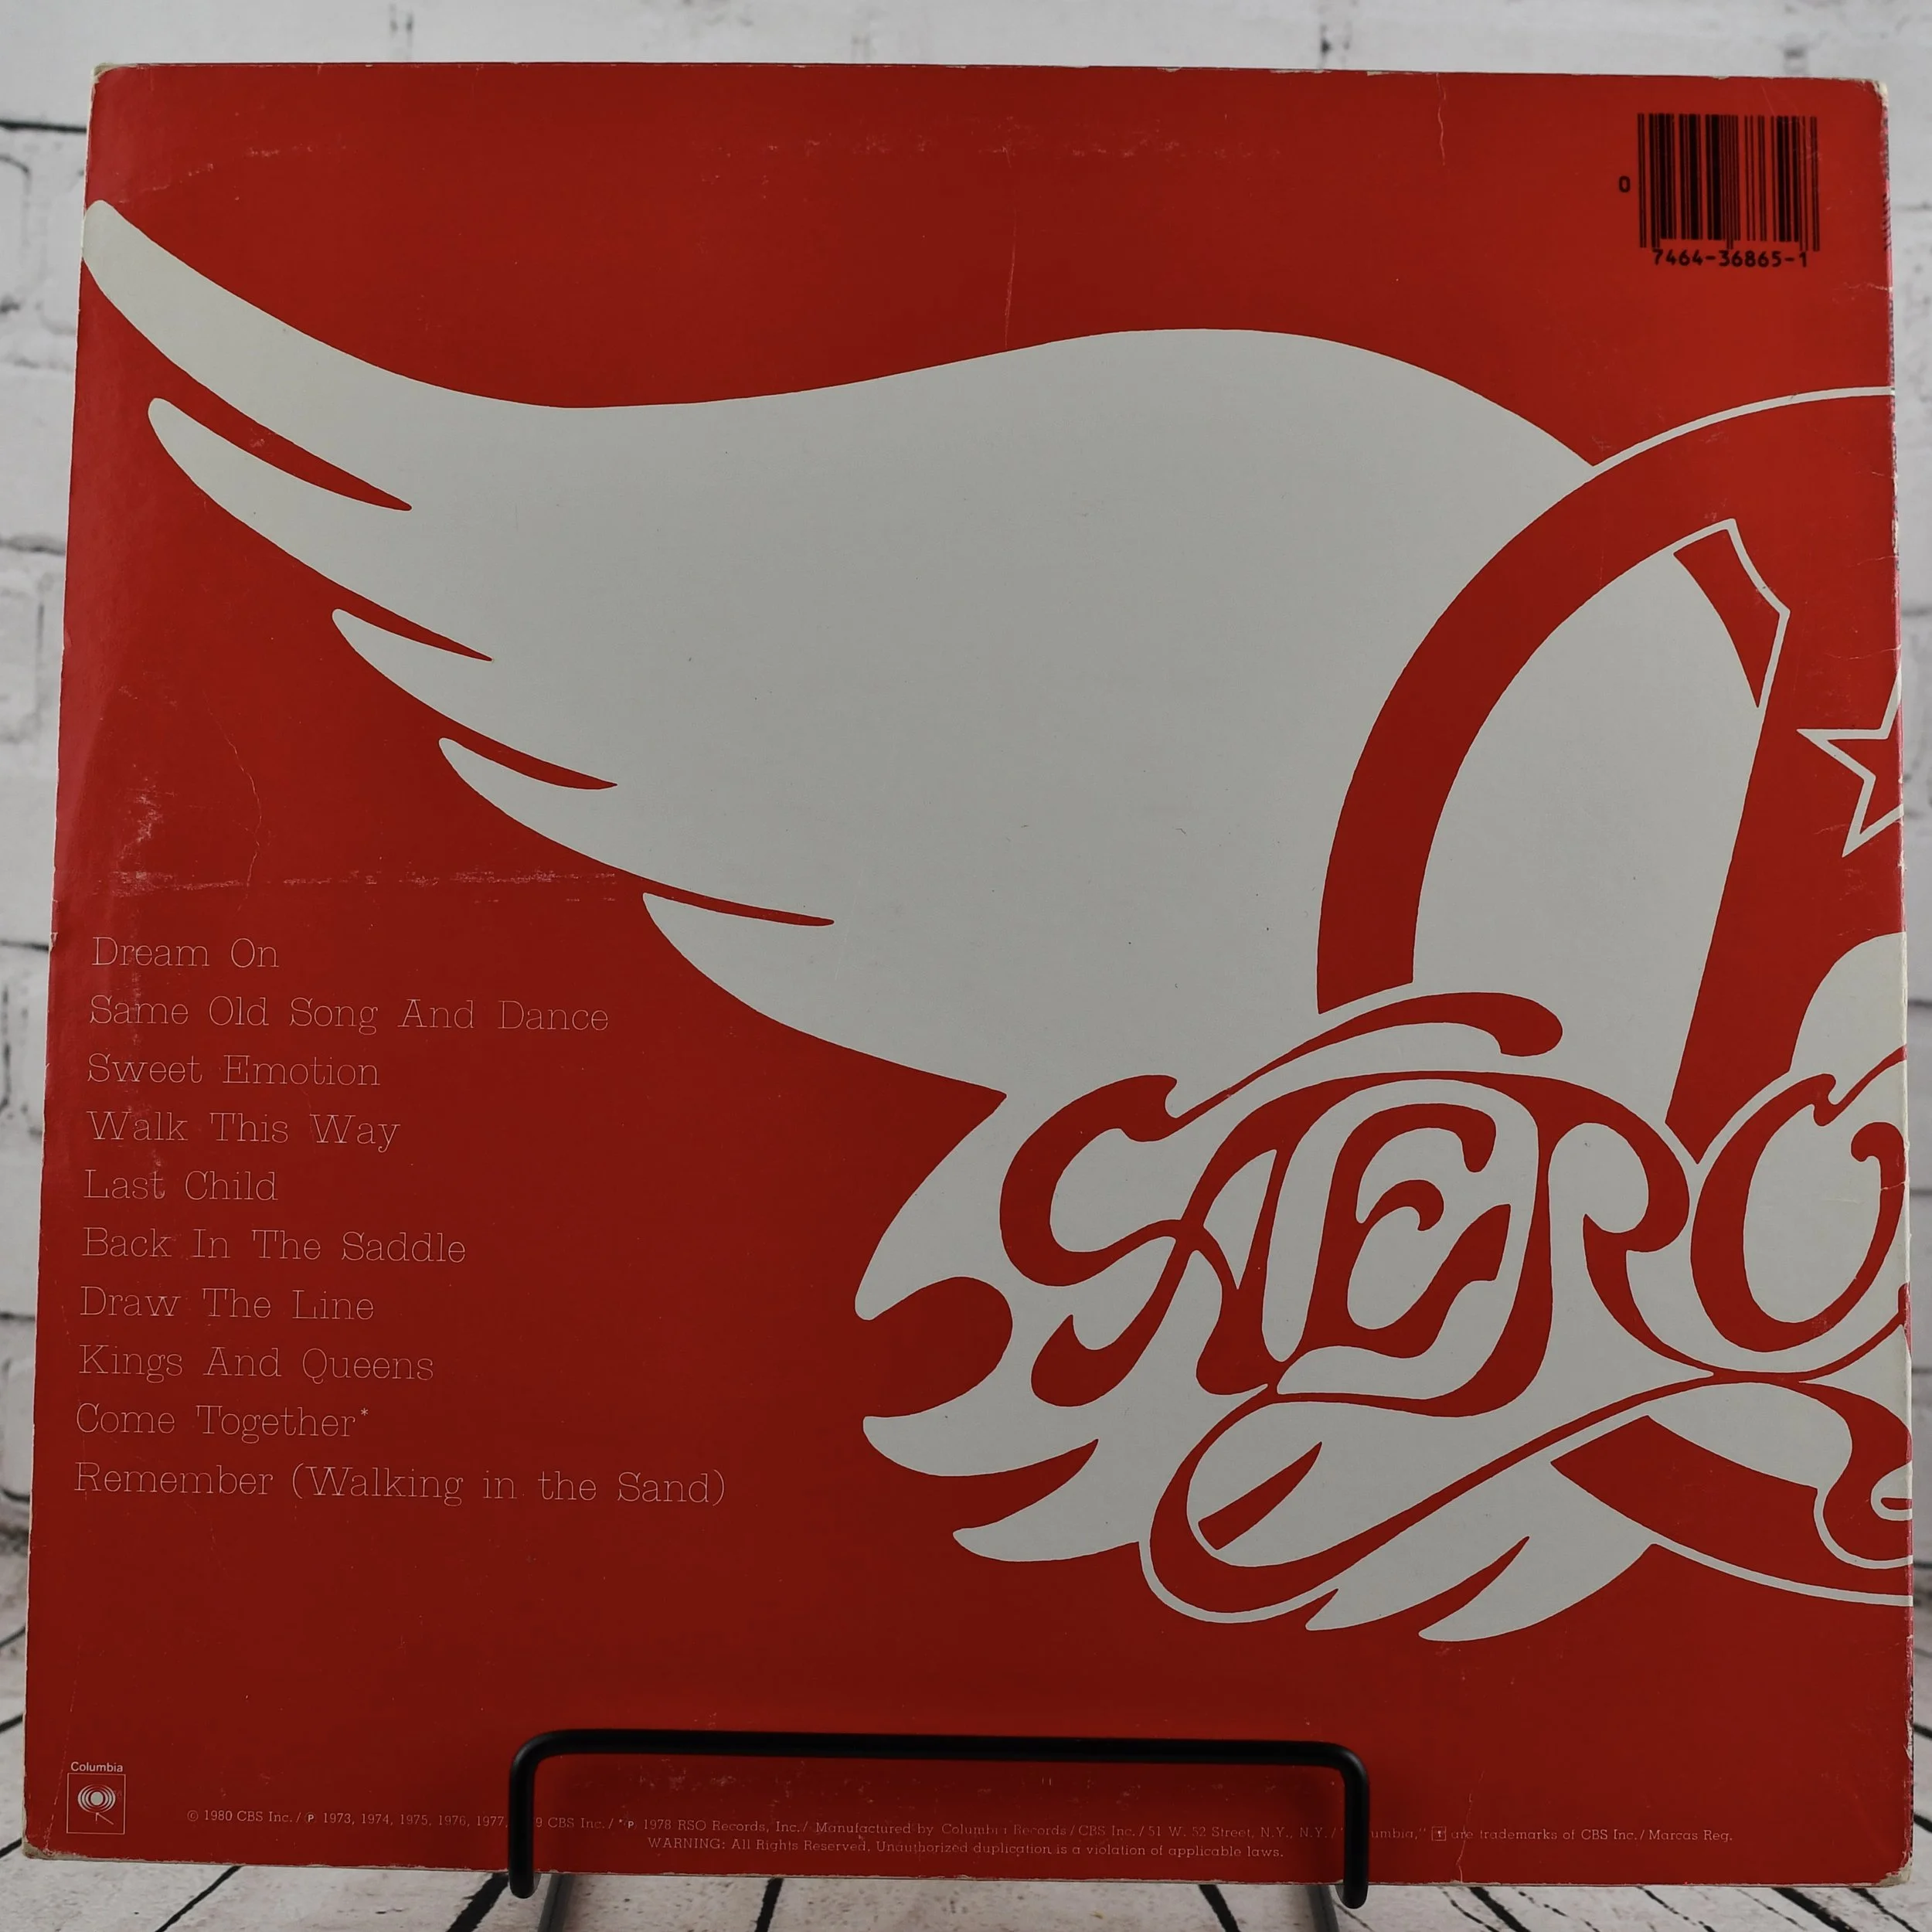 0
7464-36865-1
AERO
Dream On
Same Old Song And Dance
Sweet Emotion
Walk This Way
Last Child
Back In The Saddle
Draw The Line
Kings And Queens
Come Together*
Remember (Walking in the Sand)
Columbia
© 1980 CBS Inc./ ℗ 1973, 1974, 1975, 1976, 1977, 9 CBS Inc./ *℗ 1978 RSO Records, Inc./ Manufactured by Columbia Records/CBS Inc./51 W. 52 Street, N.Y., N.Y./ "umbia," are trademarks of CBS Inc./Marcas Reg.
WARNING: All Rights Reserved. Unauthorized duplication is a violation of applicable laws.